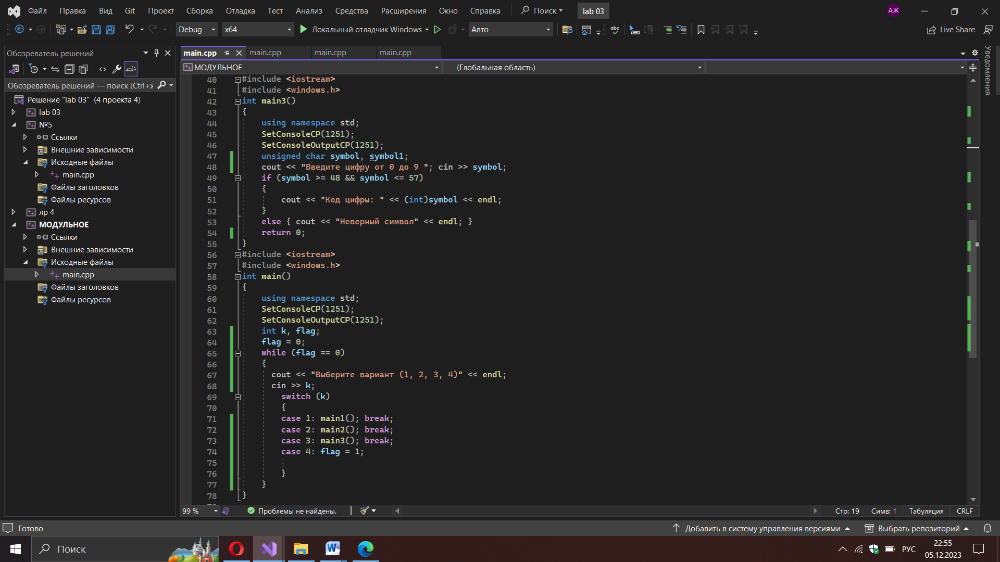 Файл Правка Вид Git Проект Сборка Отладка Тест Анализ Средства Расширения Окно Справка Поиск lab 03 АЖ
Debug x64 Локальный отладчик Windows Авто abc Live Share
Обозреватель решений
main.cpp main.cpp main.cpp main.cpp
МОДУЛЬНОЕ (Глобальная область)
Уведомления
Обозреватель решений — поиск (Ctrl+ж
Решение "lab 03" (4 проекта 4)
lab 03
№5
Ссылки
Внешние зависимости
Исходные файлы
main.cpp
Файлы заголовков
Файлы ресурсов
лр 4
МОДУЛЬНОЕ
Ссылки
Внешние зависимости
Исходные файлы
main.cpp
Файлы заголовков
Файлы ресурсов
40 #include <iostream>
41 #include <windows.h>
42 int main3()
43 {
44 using namespace std;
45 SetConsoleCP(1251);
46 SetConsoleOutputCP(1251);
47 unsigned char symbol, symbol1;
48 cout << "Введите цифру от 0 до 9 "; cin >> symbol;
49 if (symbol >= 48 && symbol <= 57)
50 {
51 cout << "Код цифры: " << (int)symbol << endl;
52 }
53 else { cout << "Неверный символ" << endl; }
54 return 0;
55 }
56 #include <iostream>
57 #include <windows.h>
58 int main()
59 {
60 using namespace std;
61 SetConsoleCP(1251);
62 SetConsoleOutputCP(1251);
63 int k, flag;
64 flag = 0;
65 while (flag == 0)
66 {
67 cout << "Выберите вариант (1, 2, 3, 4)" << endl;
68 cin >> k;
69 switch (k)
70 {
71 case 1: main1(); break;
72 case 2: main2(); break;
73 case 3: main3(); break;
74 case 4: flag = 1;
75
76 }
77 }
78 }
99 % Проблемы не найдены. Стр: 19 Симв: 1 Табуляция CRLF
Готово Добавить в систему управления версиями Выбрать репозиторий
Поиск РУС 22:55
05.12.2023